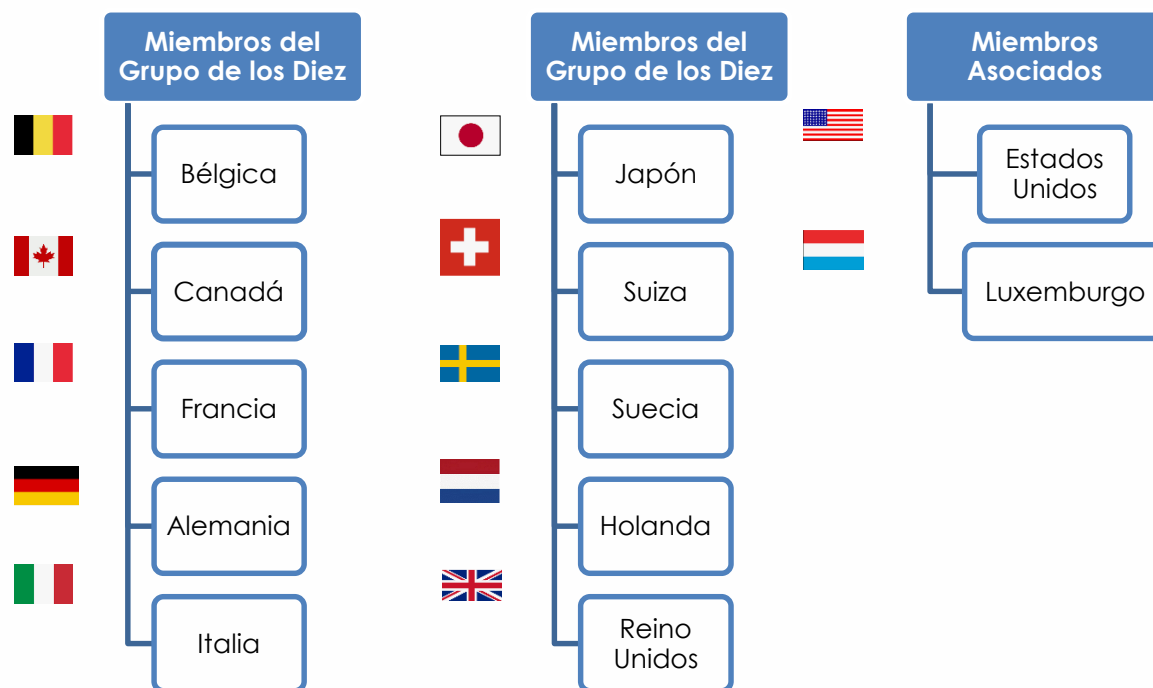 Miembros del
Grupo de los Diez
Bélgica
Canadá
Francia
Alemania
Italia
Miembros del
Grupo de los Diez
Japón
Suiza
Suecia
Holanda
Reino
Unidos
Miembros
Asociados
Estados
Unidos
Luxemburgo